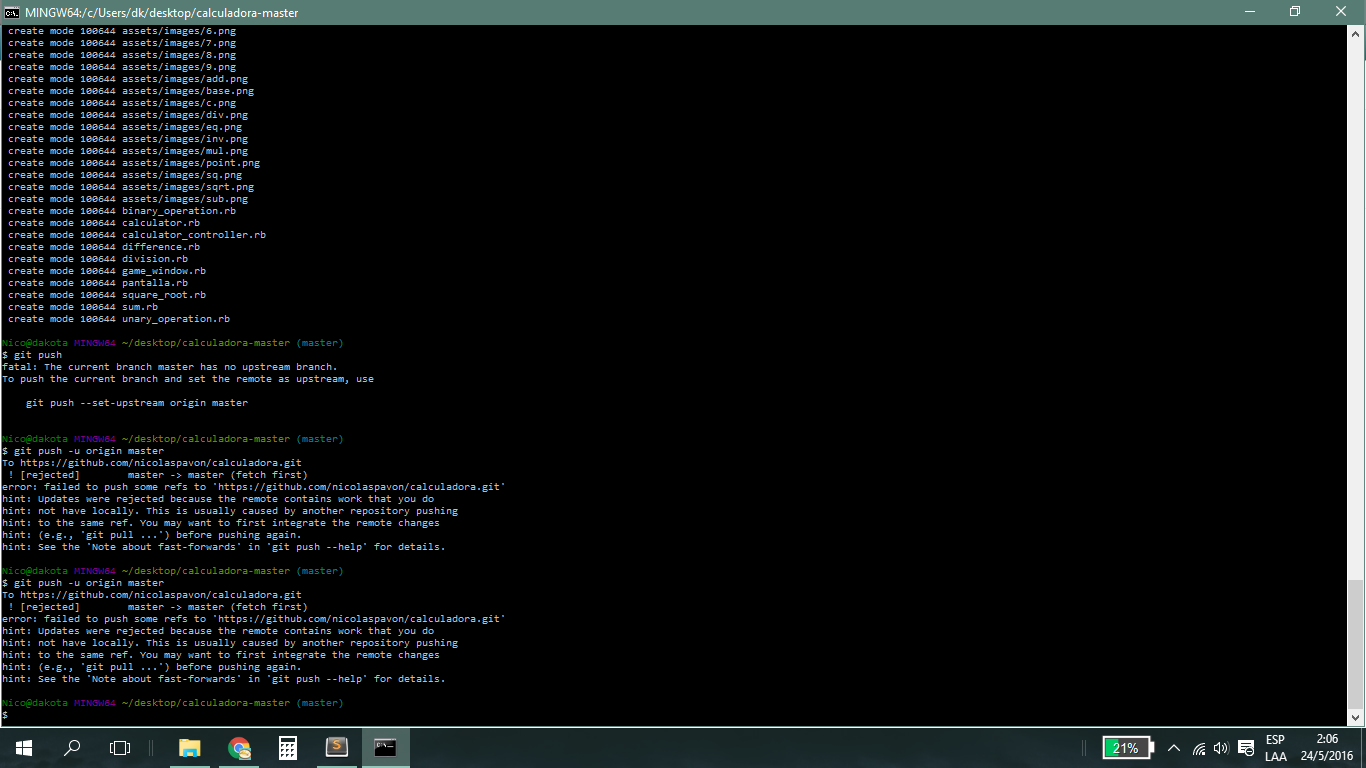 MINGW64:/c/Users/dk/desktop/calculadora-master
create mode 100644 assets/images/6.png
create mode 100644 assets/images/7.png
create mode 100644 assets/images/8.png
create mode 100644 assets/images/9.png
create mode 100644 assets/images/add.png
create mode 100644 assets/images/base.png
create mode 100644 assets/images/c.png
create mode 100644 assets/images/div.png
create mode 100644 assets/images/eq.png
create mode 100644 assets/images/inv.png
create mode 100644 assets/images/mul.png
create mode 100644 assets/images/point.png
create mode 100644 assets/images/sq.png
create mode 100644 assets/images/sqrt.png
create mode 100644 assets/images/sub.png
create mode 100644 binary_operation.rb
create mode 100644 calculator.rb
create mode 100644 calculator_controller.rb
create mode 100644 difference.rb
create mode 100644 division.rb
create mode 100644 game_window.rb
create mode 100644 pantalla.rb
create mode 100644 square_root.rb
create mode 100644 sum.rb
create mode 100644 unary_operation.rb
Nico@dakota MINGW64 ~/desktop/calculadora-master (master)
$ git push
fatal: The current branch master has no upstream branch.
To push the current branch and set the remote as upstream, use
git push --set-upstream origin master
Nico@dakota MINGW64 ~/desktop/calculadora-master (master)
$ git push -u origin master
To https://github.com/nicolaspavon/calculadora.git
! [rejected] master -> master (fetch first)
error: failed to push some refs to 'https://github.com/nicolaspavon/calculadora.git'
hint: Updates were rejected because the remote contains work that you do
hint: not have locally. This is usually caused by another repository pushing
hint: to the same ref. You may want to first integrate the remote changes
hint: (e.g., 'git pull ...') before pushing again.
hint: See the 'Note about fast-forwards' in 'git push --help' for details.
Nico@dakota MINGW64 ~/desktop/calculadora-master (master)
$ git push -u origin master
To https://github.com/nicolaspavon/calculadora.git
! [rejected] master -> master (fetch first)
error: failed to push some refs to 'https://github.com/nicolaspavon/calculadora.git'
hint: Updates were rejected because the remote contains work that you do
hint: not have locally. This is usually caused by another repository pushing
hint: to the same ref. You may want to first integrate the remote changes
hint: (e.g., 'git pull ...') before pushing again.
hint: See the 'Note about fast-forwards' in 'git push --help' for details.
Nico@dakota MINGW64 ~/desktop/calculadora-master (master)
$
21%
ESP
LAA
2:06
24/5/2016